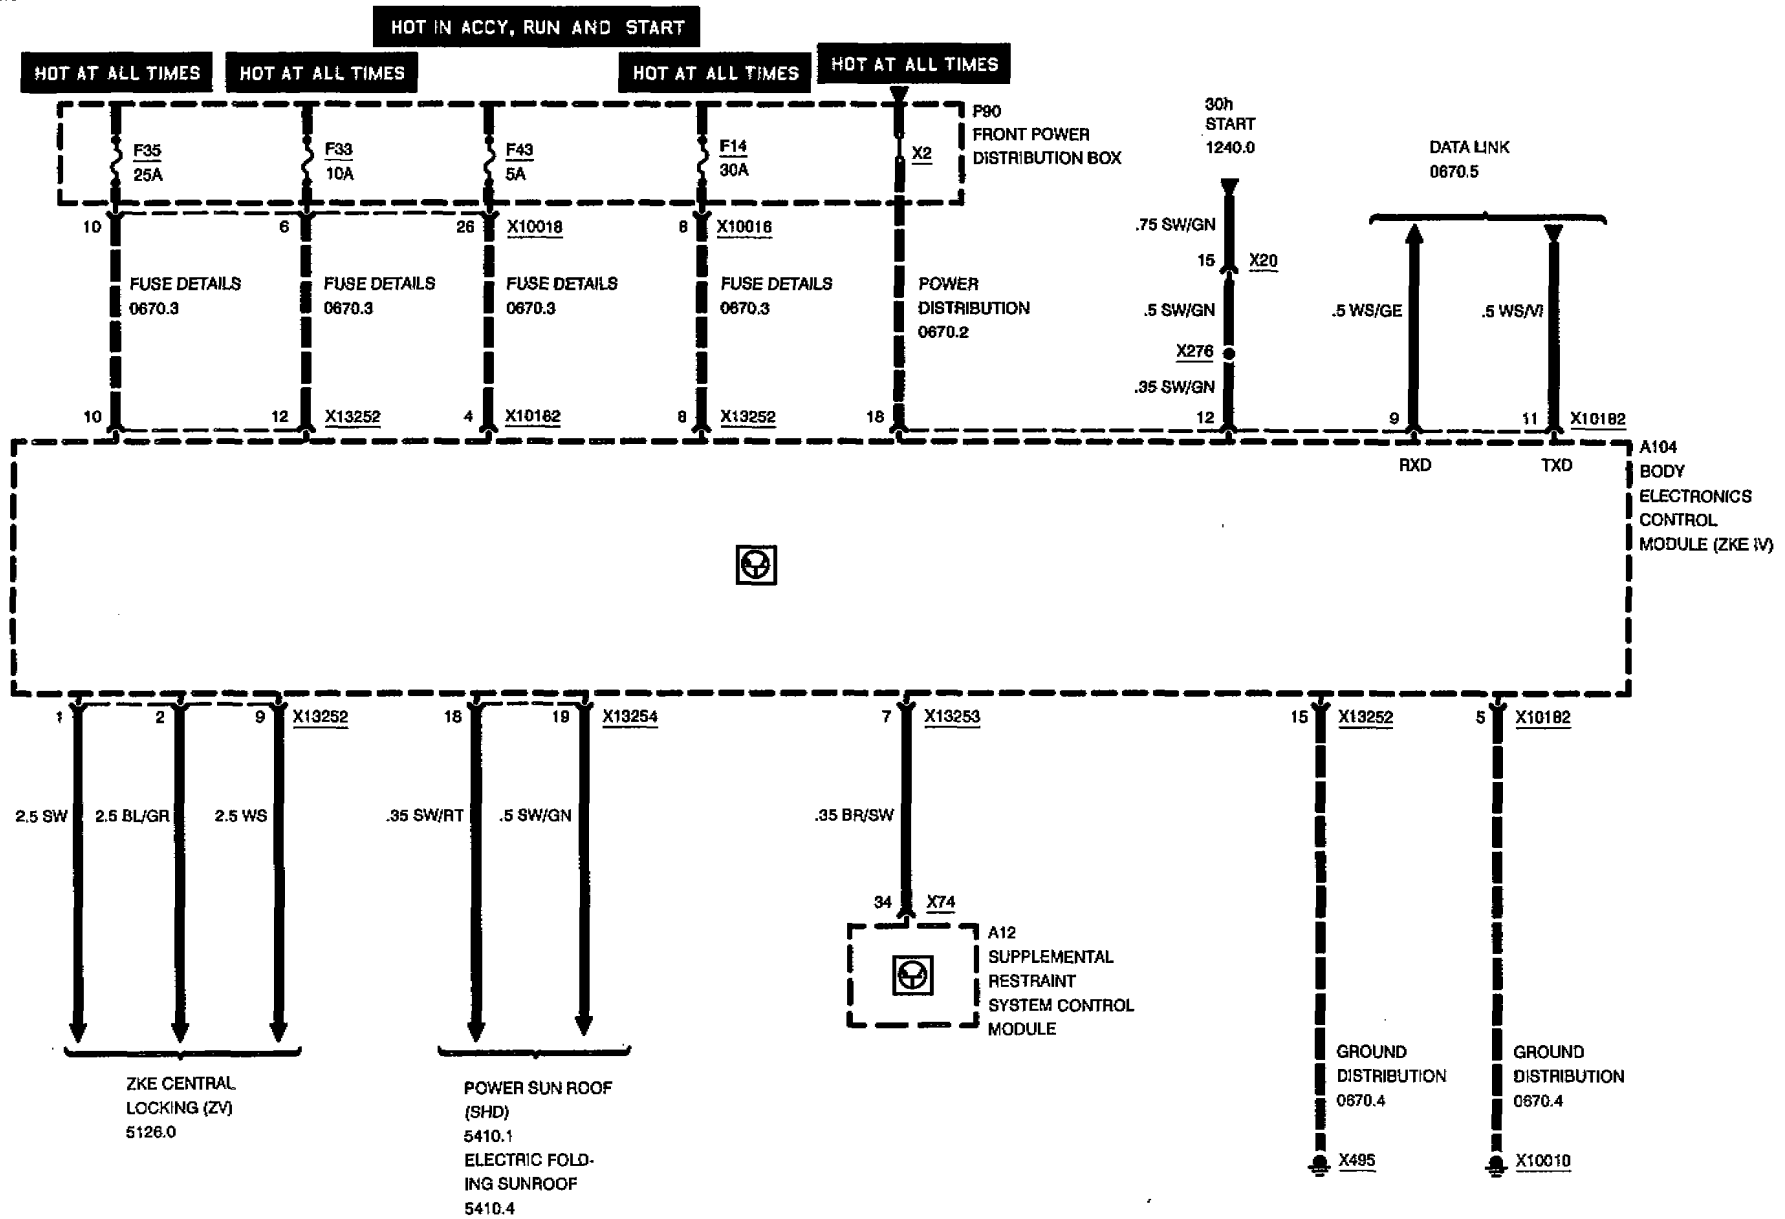 HOT IN ACCY, RUN AND START
HOT AT ALL TIMES
HOT AT ALL TIMES
HOT AT ALL TIMES
HOT AT ALL TIMES
P90
FRONT POWER
DISTRIBUTION BOX
F35
25A
F33
10A
F43
5A
F14
30A
X2
30h
START
1240.0
DATA LINK
0670.5
10
6
26 X10018
8 X10016
.75 SW/GN
15 X20
FUSE DETAILS
0670.3
FUSE DETAILS
0670.3
FUSE DETAILS
0670.3
FUSE DETAILS
0670.3
POWER
DISTRIBUTION
0670.2
.5 SW/GN
.5 WS/GE
.5 WS/VI
X276
.35 SW/GN
10
12 X13252
4 X10182
8 X13252
18
12
9
11 X10182
RXD
TXD
A104
BODY
ELECTRONICS
CONTROL
MODULE (ZKE IV)
1
2
9 X13252
18
19 X13254
7 X13253
15 X13252
5 X10182
2.5 SW
2.5 BL/GR
2.5 WS
.35 SW/RT
.5 SW/GN
.35 BR/SW
34 X74
A12
SUPPLEMENTAL
RESTRAINT
SYSTEM CONTROL
MODULE
ZKE CENTRAL
LOCKING (ZV)
5126.0
POWER SUN ROOF
(SHD)
5410.1
ELECTRIC FOLD-
ING SUNROOF
5410.4
GROUND
DISTRIBUTION
0670.4
GROUND
DISTRIBUTION
0670.4
X495
X10010